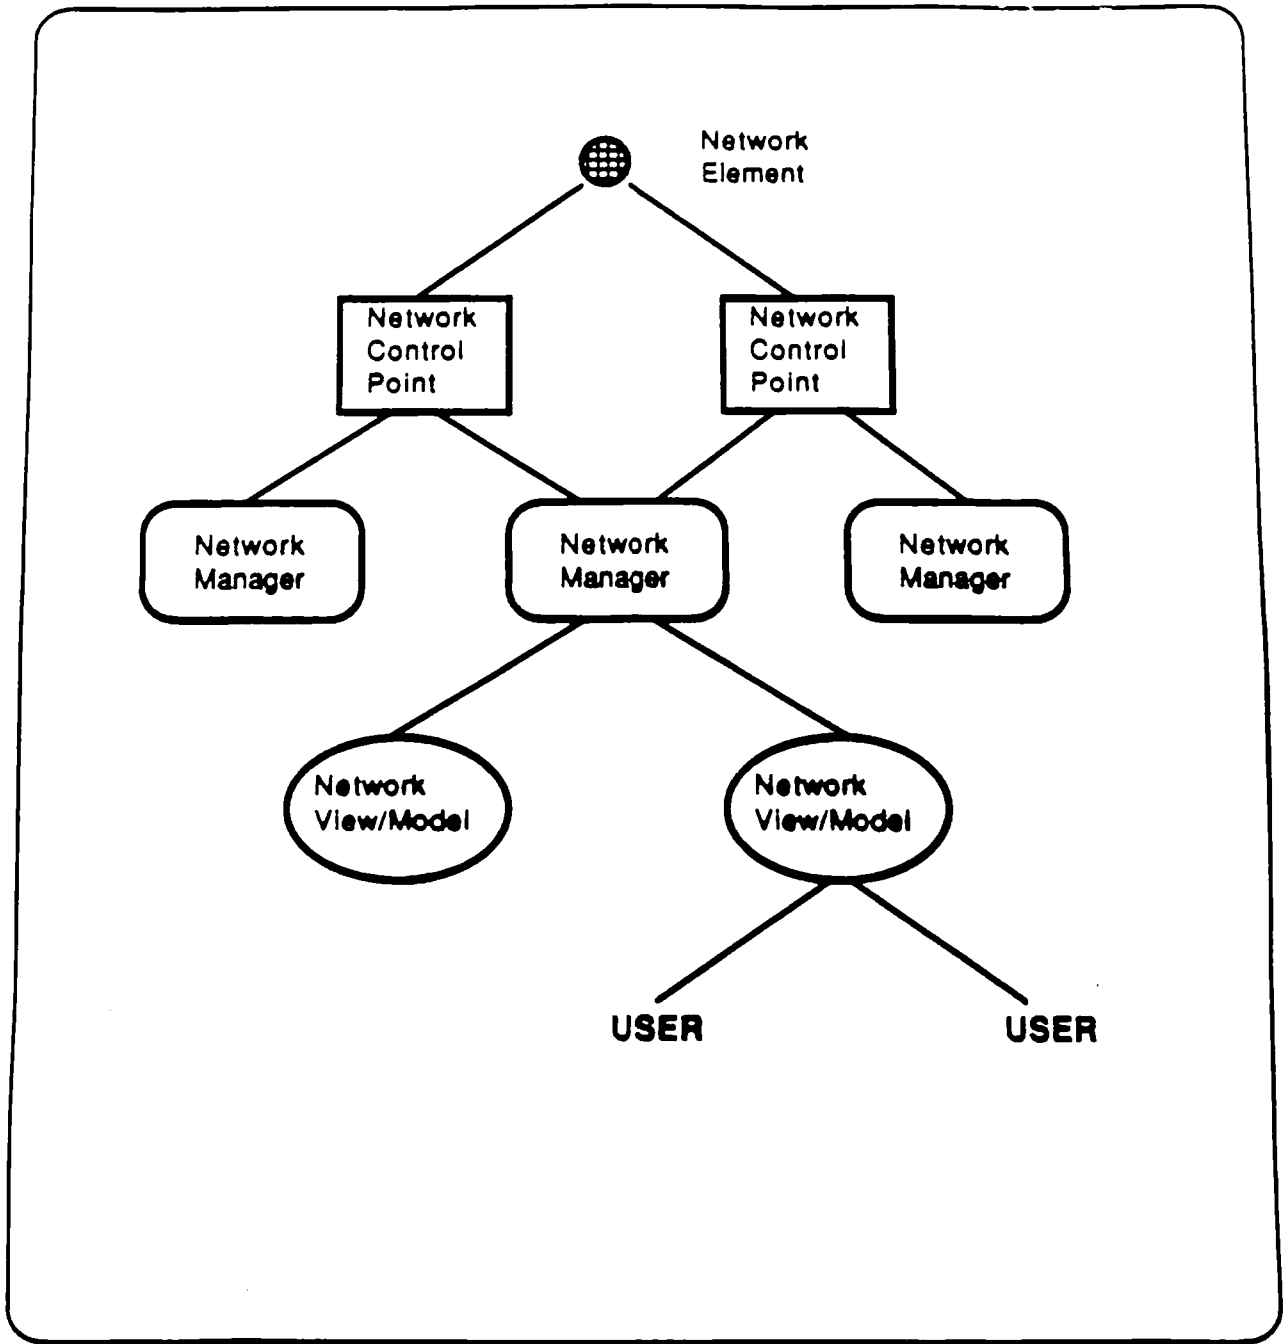 Network
Element
Network
Control
Point
Network
Control
Point
Network
Manager
Network
Manager
Network
Manager
Network
View/Model
Network
View/Model
USER
USER